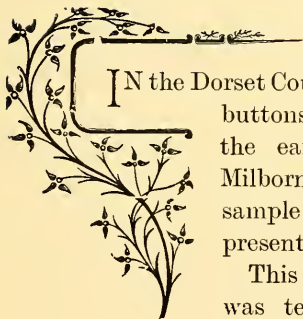 IN the Dorset Cou
buttons
the ea
Milborn
sample
present
This
was te